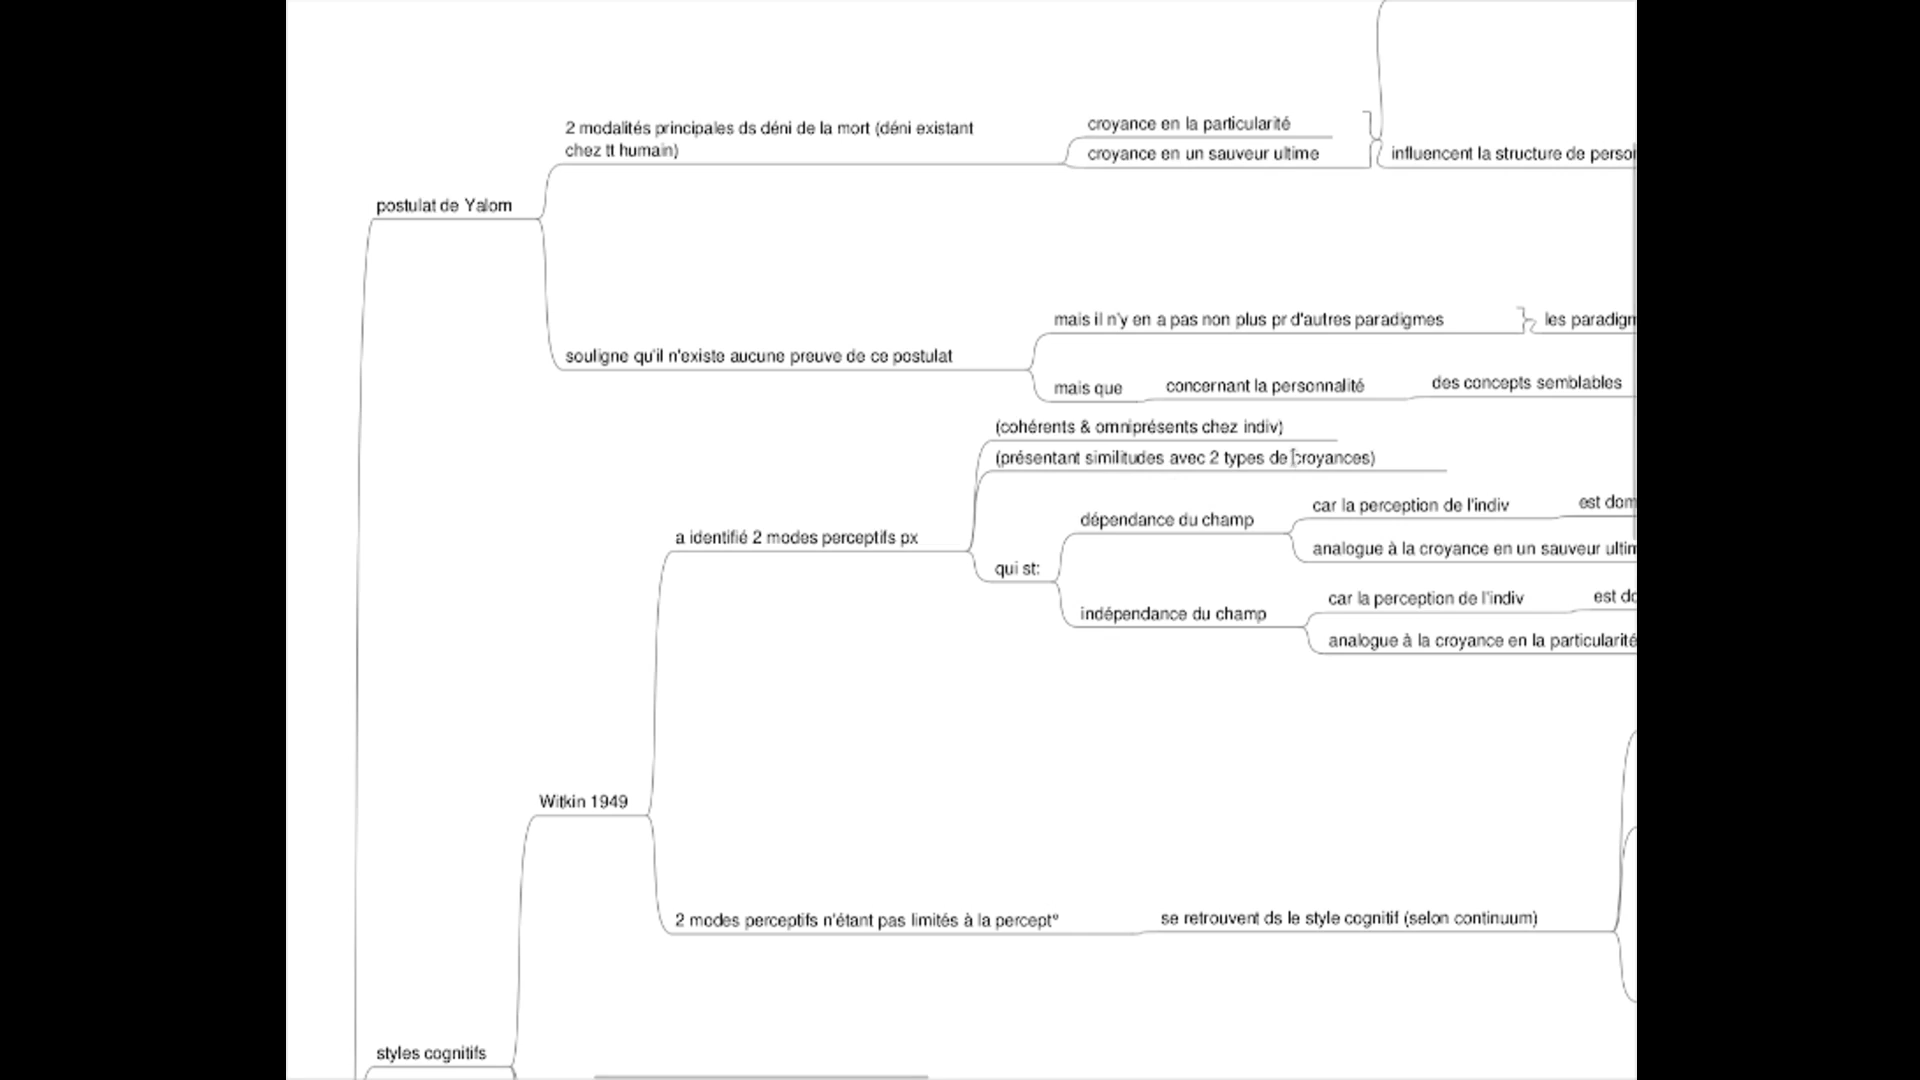 2 modalités principales ds déni de la mort (déni existant
chez tt humain)
croyance en la particularité
croyance en un sauveur ultime
influencent la structure de
postulat de Yalom
mais il n'y en a pas non plus pr d'autres paradigmes
les
souligne qu'il n'existe aucune preuve de ce postulat
mais que
concernant la personnalité
des concepts semblables
(cohérents & omniprésents chez indiv)
(présentant similitudes avec 2 types de croyances)
car la perception de l'indiv
est
dépendance du champ
analogue à la croyance en un sauveur
a identifié 2 modes perceptifs px
qui st:
car la perception de l'indiv
est
indépendance du champ
analogue à la croyance en la particularité
Witkin 1949
2 modes perceptifs n'étant pas limités à la percept°
se retrouvent ds le style cognitif (selon continuum)
styles cognitifs